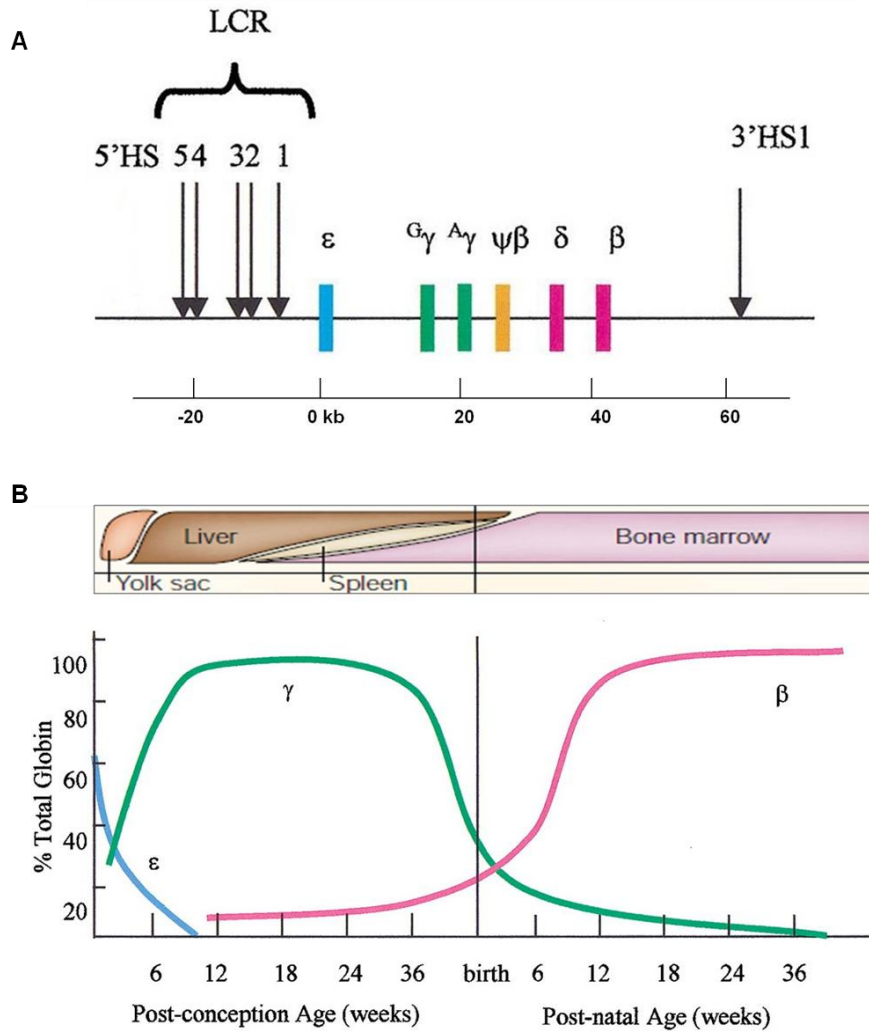 A
LCR
5'HS 54 32 1
3'HS1
ε
ᴳγ ᴬγ ψβ δ β
-20 0 kb 20 40 60
B
Liver
Bone marrow
Yolk sac
Spleen
% Total Globin
100
80
60
40
20
γ
β
ε
6 12 18 24 36 birth 6 12 18 24 36
Post-conception Age (weeks)
Post-natal Age (weeks)